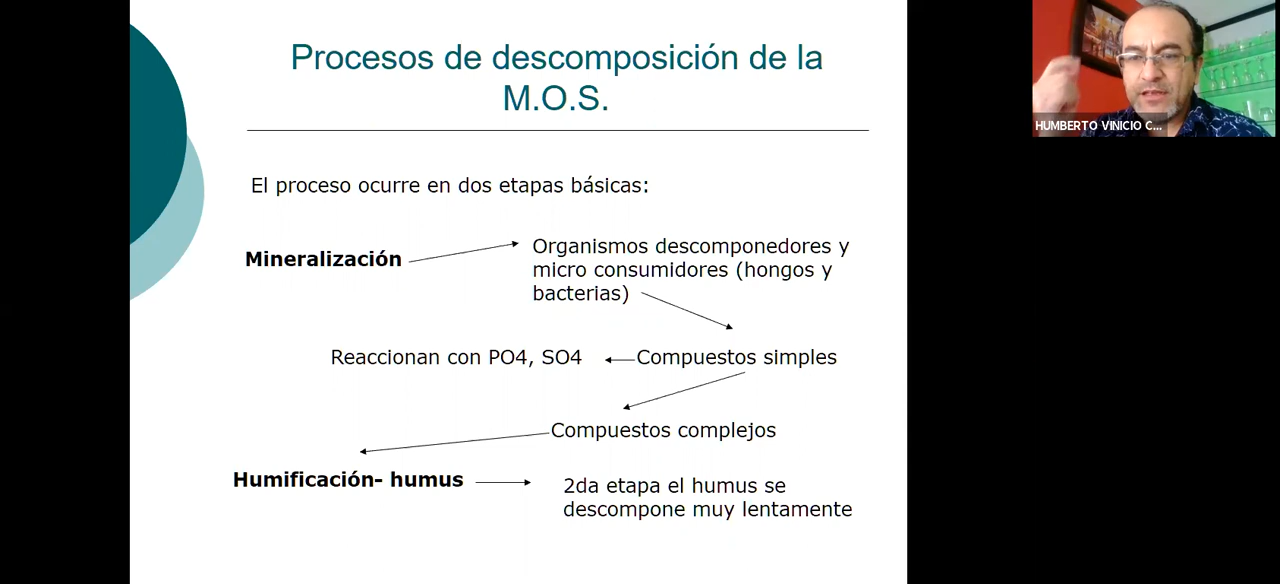 Procesos de descomposición de la
M.O.S.
HUMBERTO VINICIO C...
El proceso ocurre en dos etapas básicas:
Mineralización
Organismos descomponedores y
micro consumidores (hongos y
bacterias)
Reaccionan con PO4, SO4
Compuestos simples
Compuestos complejos
Humificación- humus
2da etapa el humus se
descompone muy lentamente